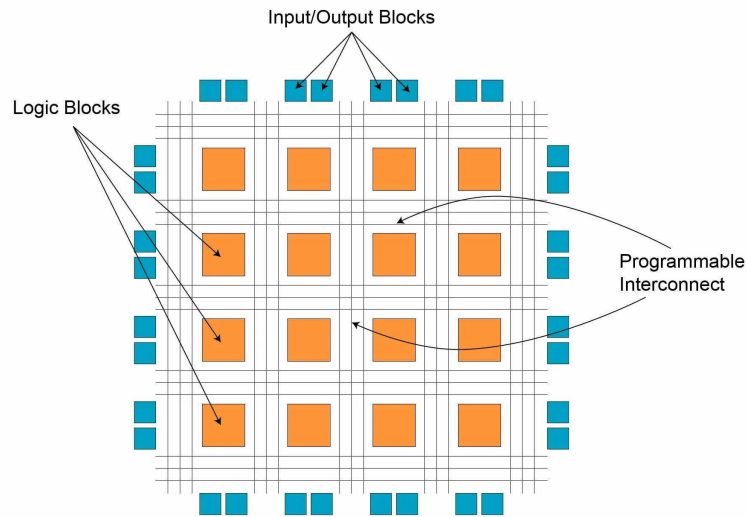 Input/Output Blocks
Logic Blocks
Programmable
Interconnect